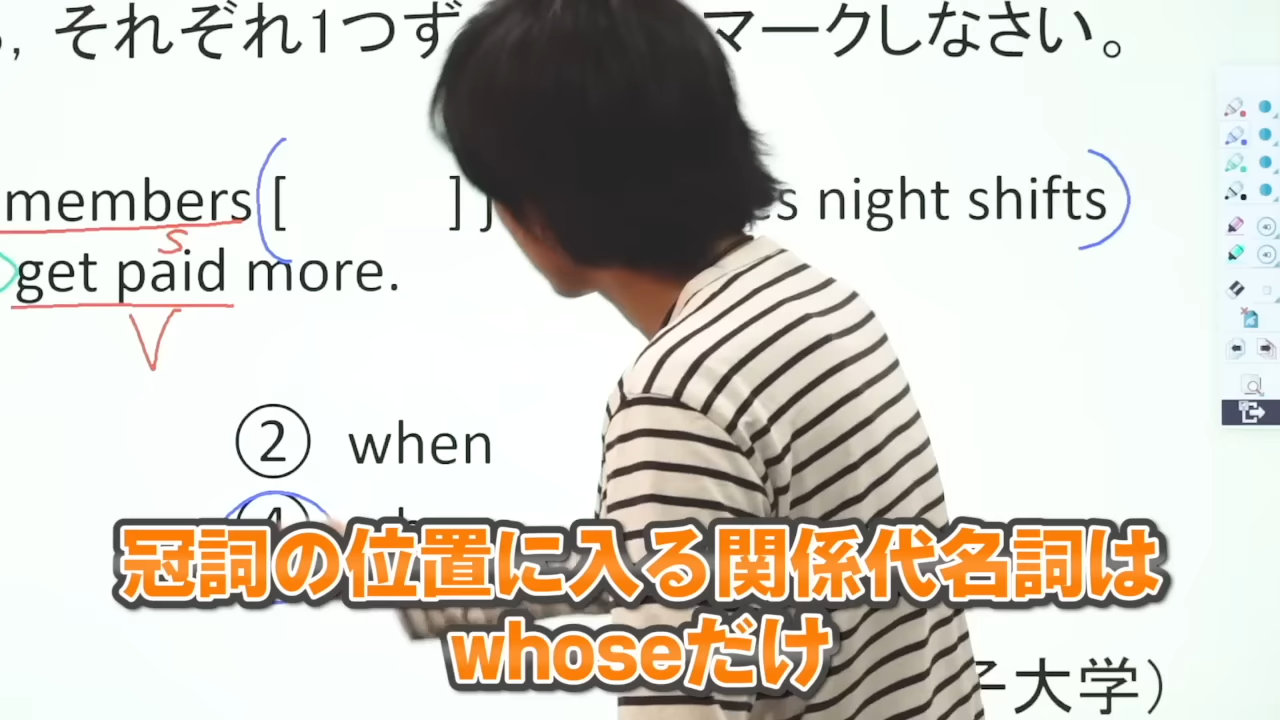 それぞれ1つず マークしなさい。
members [ ] s night shifts
s
get paid more.
V
② when
④
冠詞の位置に入る関係代名詞は
whoseだけ
子大学）